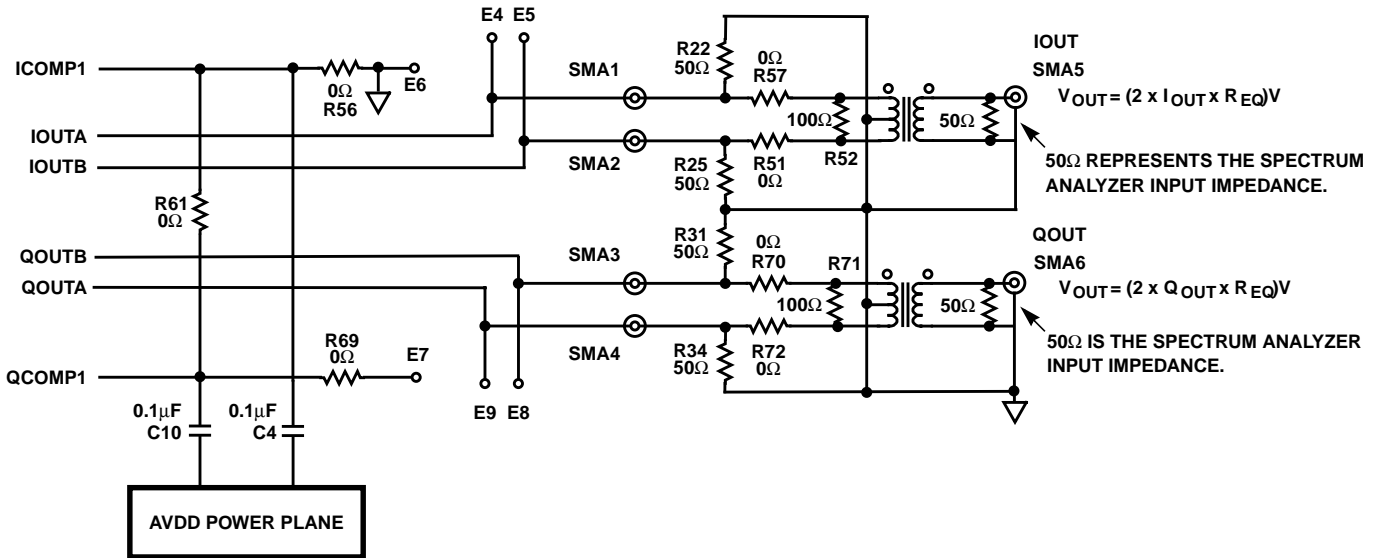 E4 E5
ICOMP1
0Ω
R56
E6
IOUTA
IOUTB
R61
0Ω
QOUTB
QOUTA
QCOMP1
R69
0Ω
E7
E9 E8
0.1μF
C10
0.1μF
C4
AVDD POWER PLANE
SMA1
SMA2
SMA3
SMA4
R22
50Ω
0Ω
R57
100Ω
R52
R25
50Ω
R51
0Ω
R31
50Ω
0Ω
R70
R71
100Ω
R34
50Ω
R72
0Ω
50Ω
IOUT
SMA5
VOUT = (2 x IOUT x REQ)V
50Ω REPRESENTS THE SPECTRUM
ANALYZER INPUT IMPEDANCE.
50Ω
QOUT
SMA6
VOUT = (2 x QOUT x REQ)V
50Ω IS THE SPECTRUM ANALYZER
INPUT IMPEDANCE.